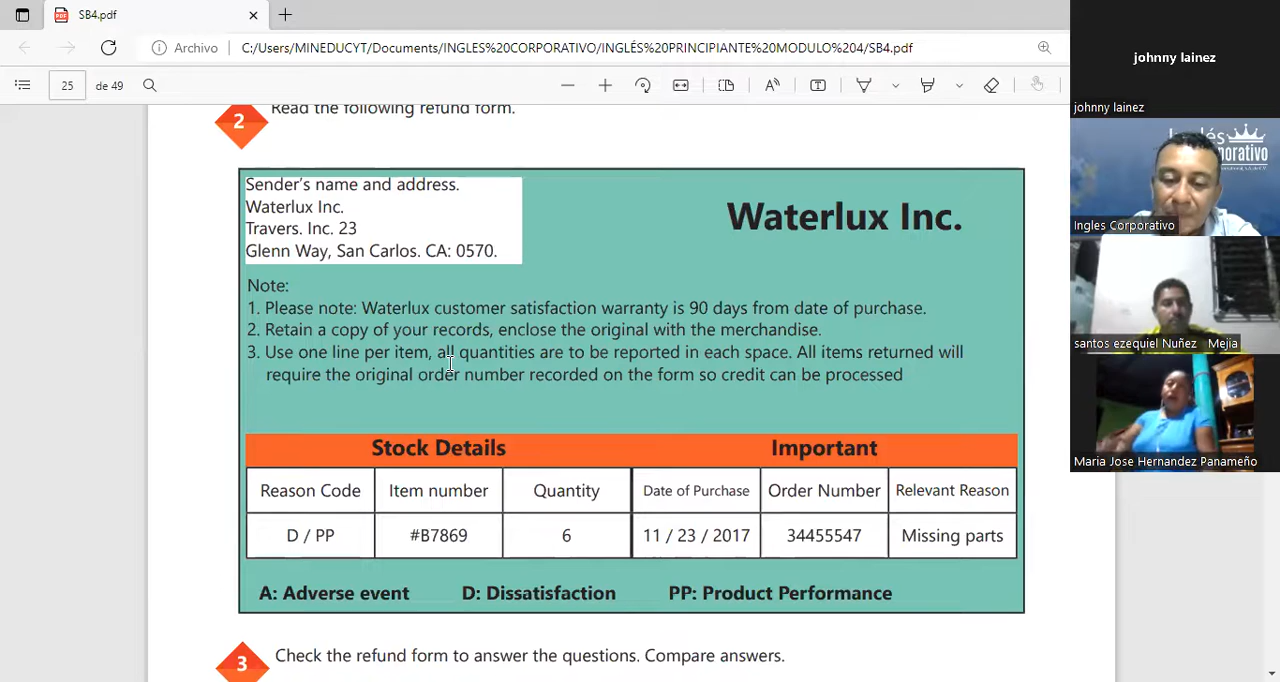 SB4.pdf
Archivo
C:/Users/MINEDUCYT/Documents/INGLES%20CORPORATIVO/INGLÉS%20PRINCIPIANTE%20MODULO%204/SB4.pdf
25 de 49
2 Read the following refund form.
Sender's name and address.
Waterlux Inc.
Travers. Inc. 23
Glenn Way, San Carlos. CA: 0570.
Waterlux Inc.
Note:
1. Please note: Waterlux customer satisfaction warranty is 90 days from date of purchase.
2. Retain a copy of your records, enclose the original with the merchandise.
3. Use one line per item, all quantities are to be reported in each space. All items returned will
require the original order number recorded on the form so credit can be processed
Stock Details Important
Reason Code Item number Quantity Date of Purchase Order Number Relevant Reason
D / PP #B7869 6 11 / 23 / 2017 34455547 Missing parts
A: Adverse event D: Dissatisfaction PP: Product Performance
3 Check the refund form to answer the questions. Compare answers.
johnny lainez
johnny lainez
Ingles Corporativo
santos ezequiel Nuñez Mejia
Maria Jose Hernandez Panameño